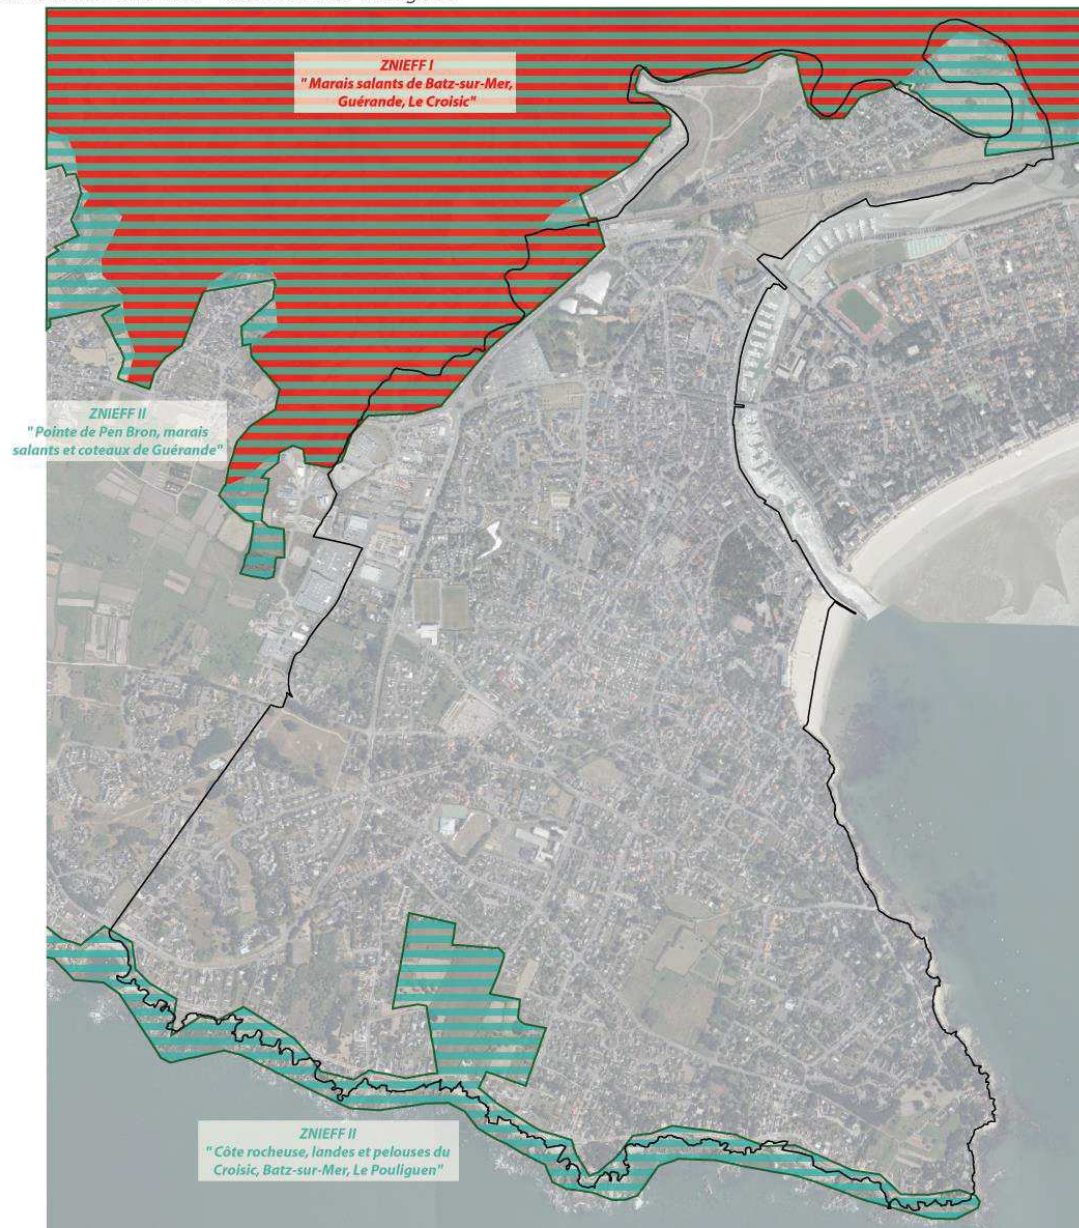 ZNIEFF I
" Marais salants de Batz-sur-Mer,
Guérande, Le Croisic"
ZNIEFF II
" Pointe de Pen Bron, marais
salants et coteaux de Guérande"
ZNIEFF II
" Côte rocheuse, landes et pelouses du
Croisic, Batz-sur-Mer, Le Pouliguen"